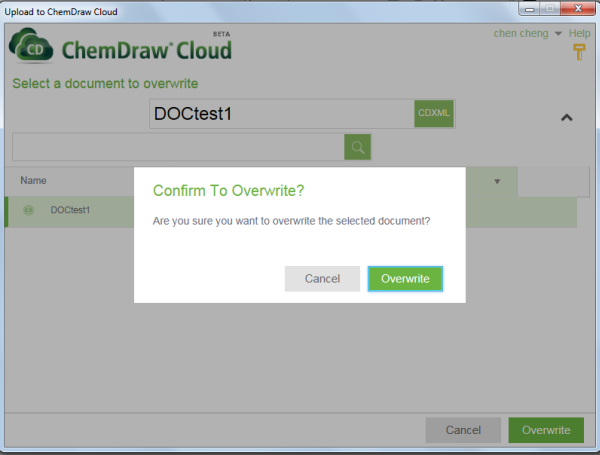 Upload to ChemDraw Cloud
BETA
CD
ChemDraw® Cloud
chen cheng Help
Select a document to overwrite
DOCtest1 CDXML
Name
DOCtest1
Confirm To Overwrite?
Are you sure you want to overwrite the selected document?
Cancel Overwrite
Cancel Overwrite